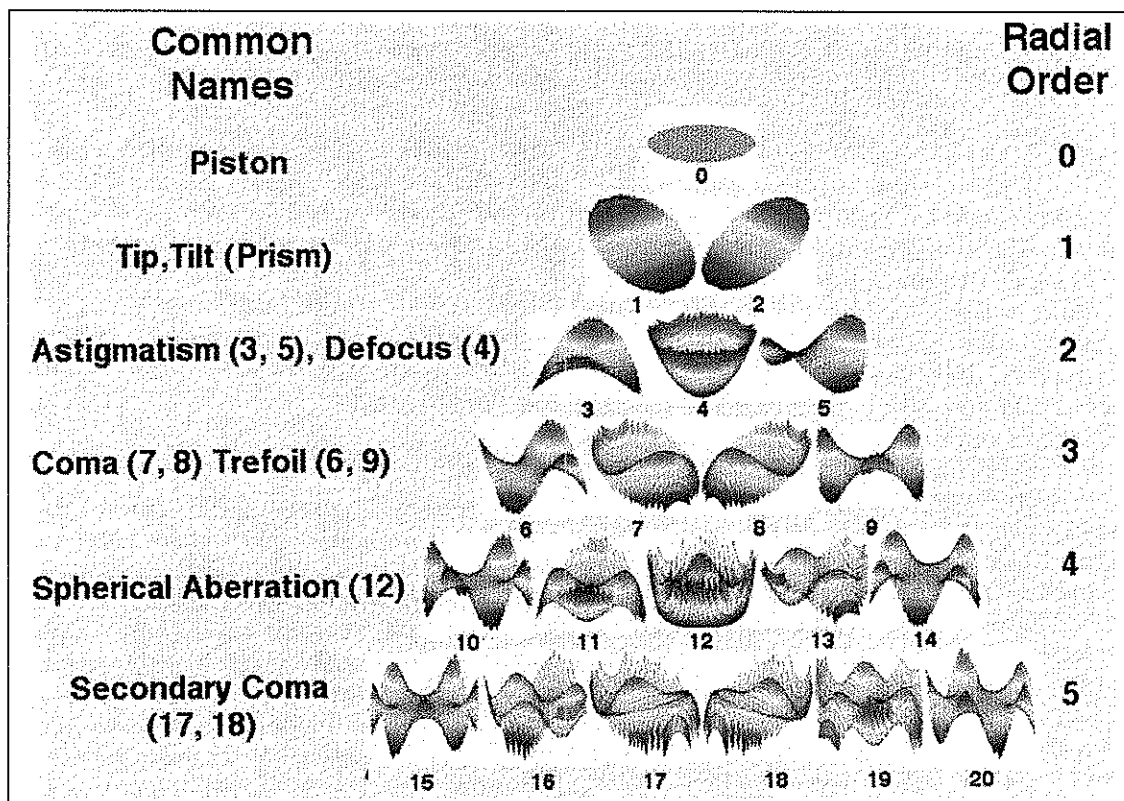 Common
Names
Radial
Order
Piston
0
0
Tip,Tilt (Prism)
1 2
1
Astigmatism (3, 5), Defocus (4)
3 4 5
2
Coma (7, 8) Trefoil (6, 9)
6 7 8 9
3
Spherical Aberration (12)
10 11 12 13 14
4
Secondary Coma
(17, 18)
15 16 17 18 19 20
5